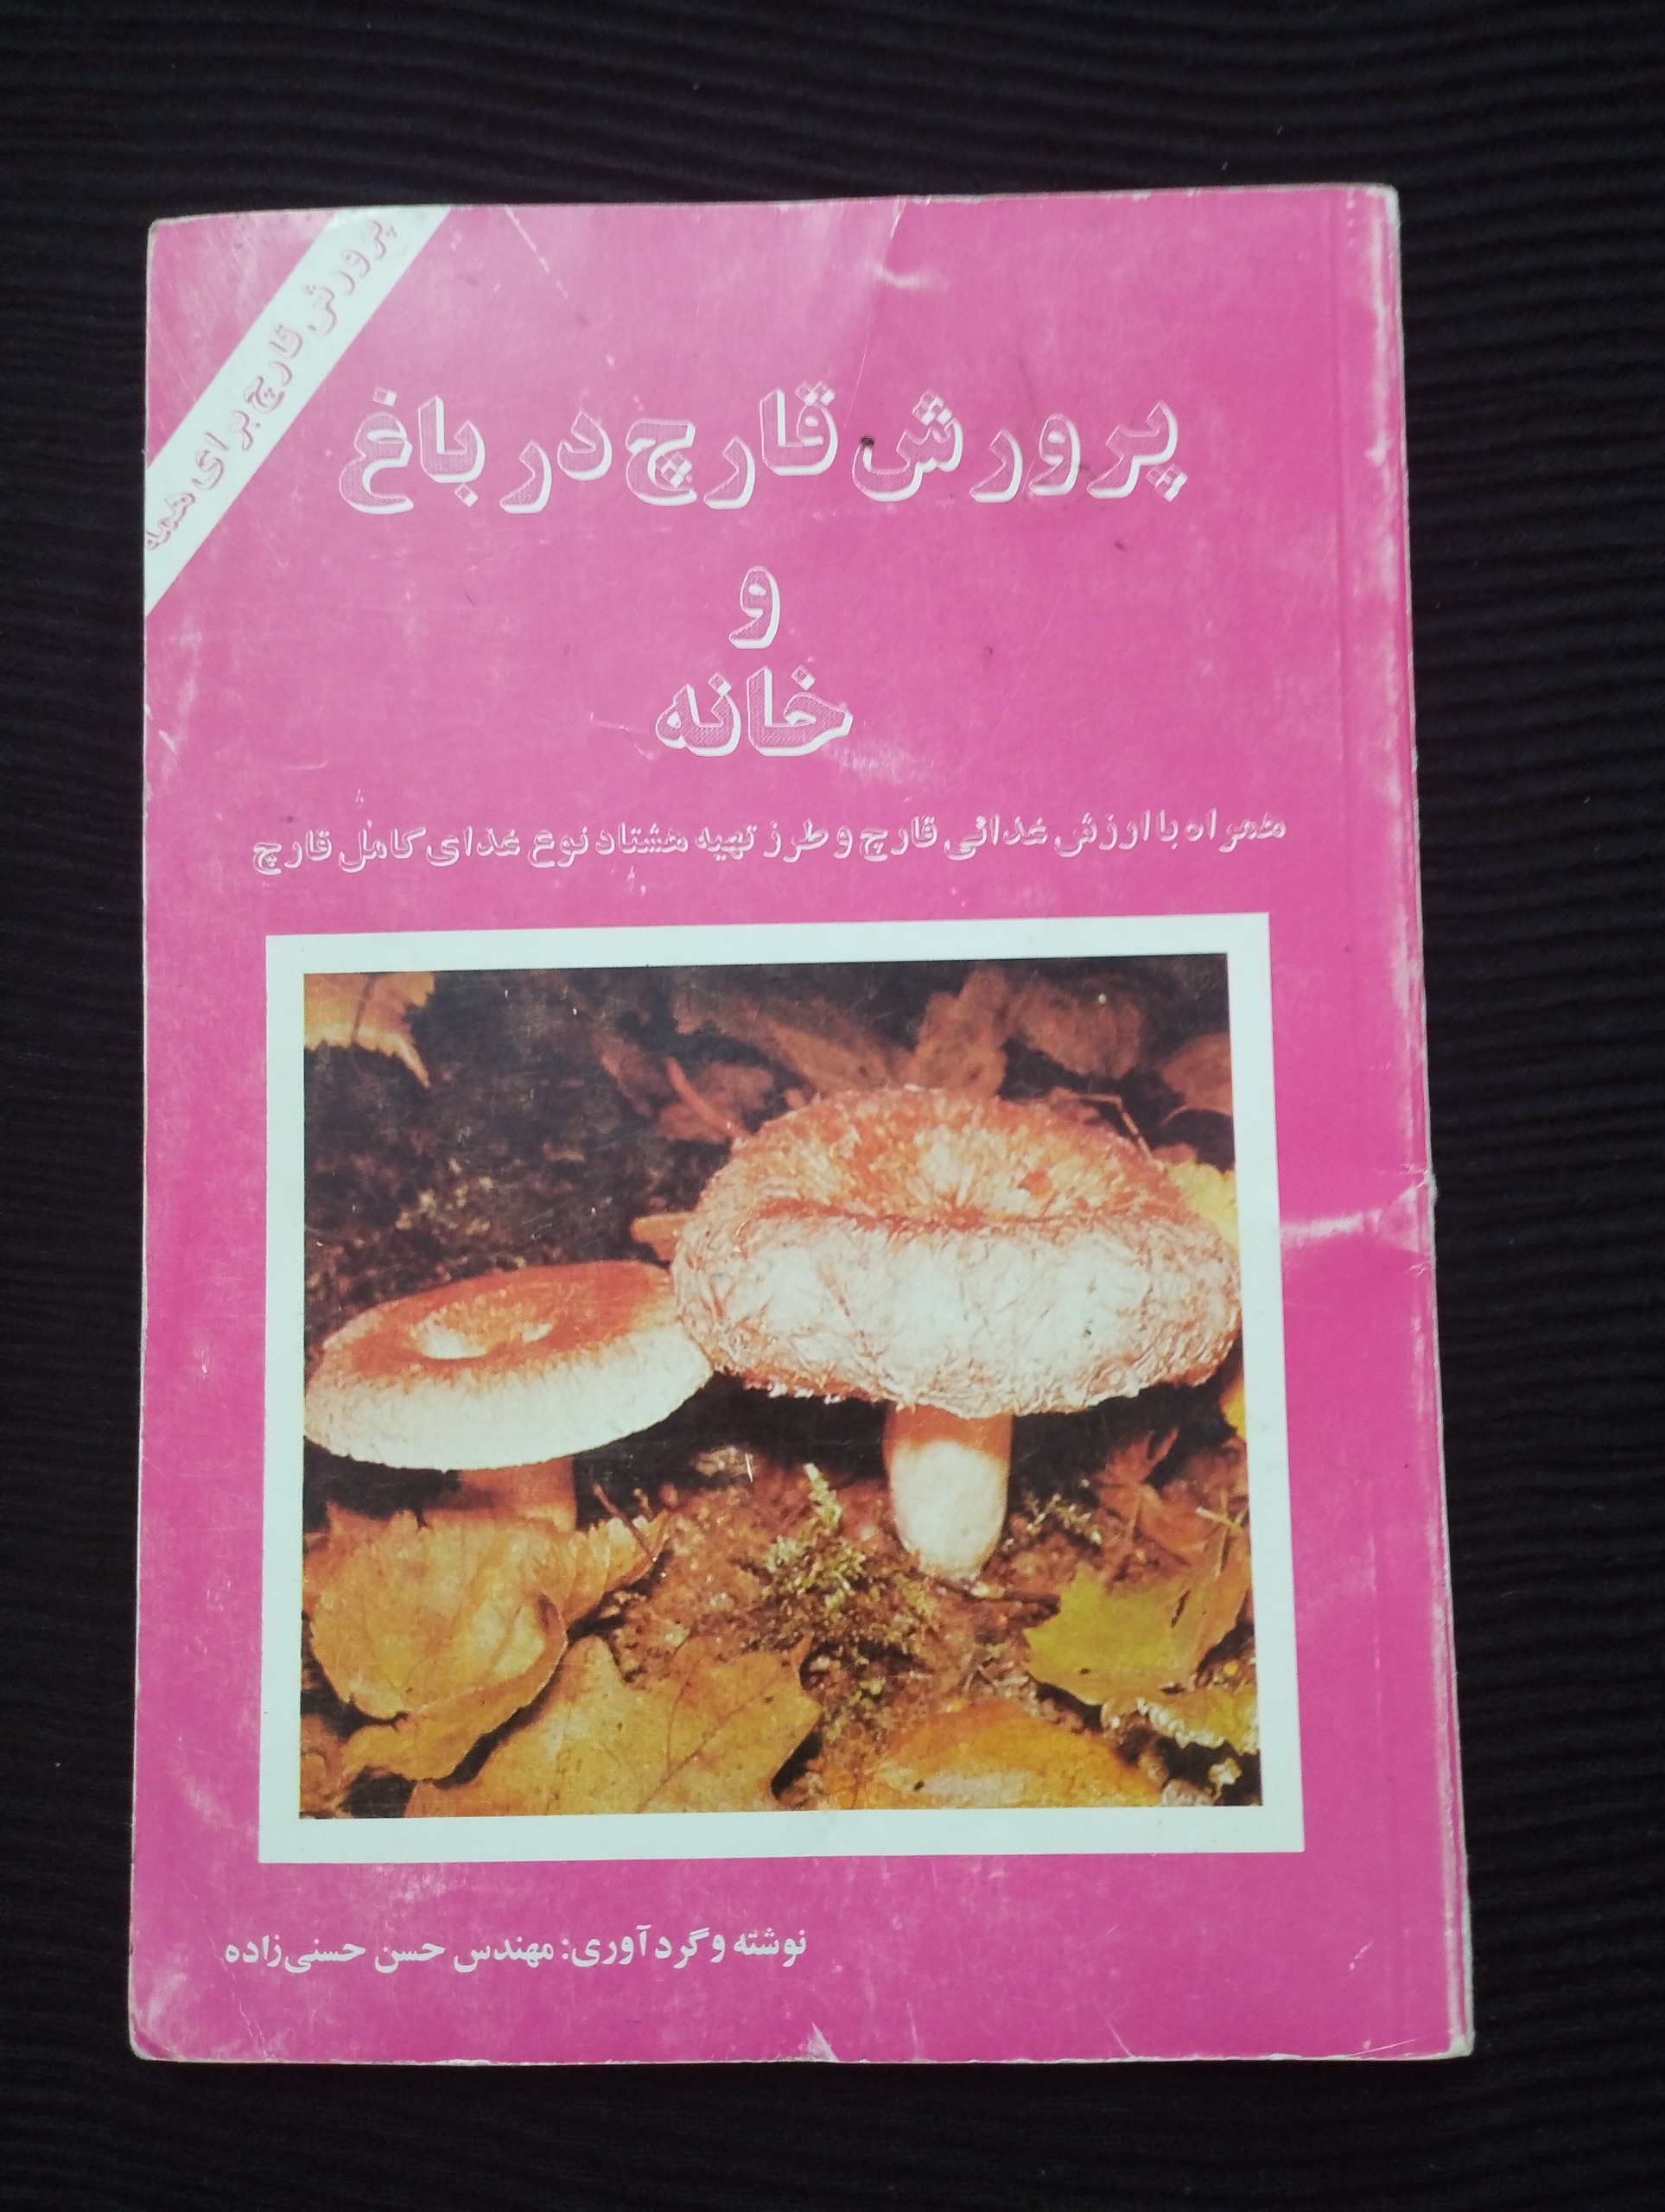 پرورش قارچ برای همه
پرورش قارچ در باغ
و
خانه
همراه با ارزش غذائی قارچ و طرز تهیه هشتاد نوع غذای کامل قارچ
نوشته و گردآوری: مهندس حسن حسنی‌زاده